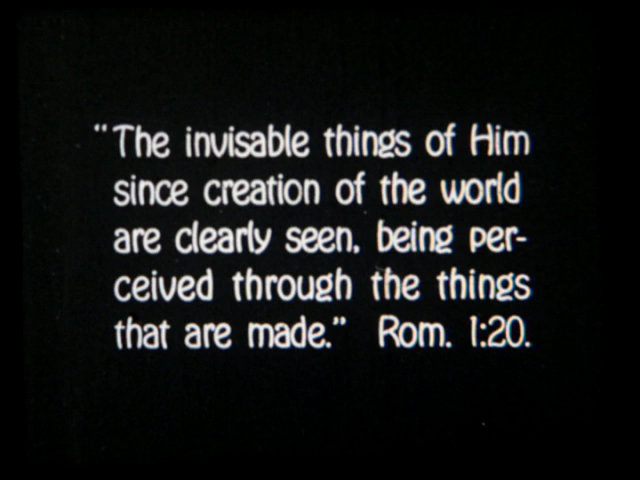 "The invisable things of Him
since creation of the world
are clearly seen, being per-
ceived through the things
that are made." Rom. 1:20.